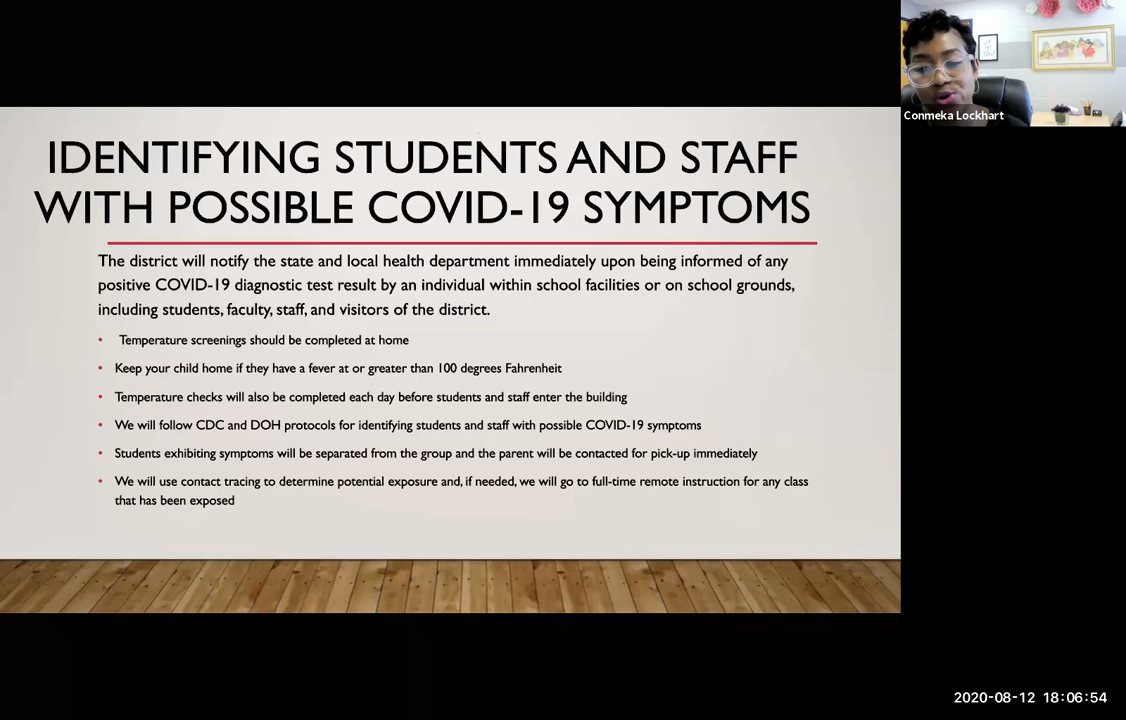 IDENTIFYING STUDENTS AND STAFF
WITH POSSIBLE COVID-19 SYMPTOMS
The district will notify the state and local health department immediately upon being informed of any
positive COVID-19 diagnostic test result by an individual within school facilities or on school grounds,
including students, faculty, staff, and visitors of the district.
• Temperature screenings should be completed at home
• Keep your child home if they have a fever at or greater than 100 degrees Fahrenheit
• Temperature checks will also be completed each day before students and staff enter the building
• We will follow CDC and DOH protocols for identifying students and staff with possible COVID-19 symptoms
• Students exhibiting symptoms will be separated from the group and the parent will be contacted for pick-up immediately
• We will use contact tracing to determine potential exposure and, if needed, we will go to full-time remote instruction for any class
that has been exposed
Conmeka Lockhart
2020-08-12 18:06:54